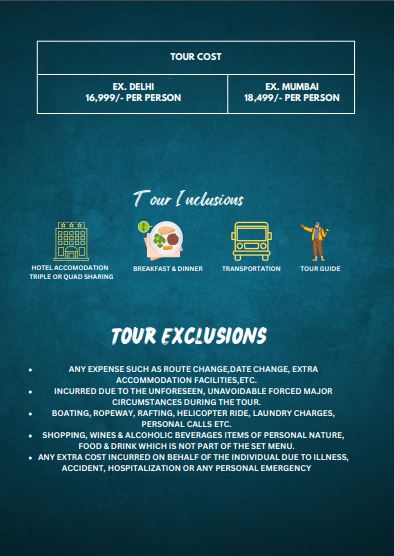 TOUR COST
EX. DELHI
16,999/- PER PERSON
EX. MUMBAI
18,499/- PER PERSON
Tour Inclusions
HOTEL ACCOMODATION
TRIPLE OR QUAD SHARING
BREAKFAST & DINNER
TRANSPORTATION
TOUR GUIDE
TOUR EXCLUSIONS
• ANY EXPENSE SUCH AS ROUTE CHANGE,DATE CHANGE, EXTRA
ACCOMMODATION FACILITIES,ETC.
• INCURRED DUE TO THE UNFORESEEN, UNAVOIDABLE FORCED MAJOR
CIRCUMSTANCES DURING THE TOUR.
• BOATING, ROPEWAY, RAFTING, HELICOPTER RIDE, LAUNDRY CHARGES,
PERSONAL CALLS ETC.
• SHOPPING, WINES & ALCOHOLIC BEVERAGES ITEMS OF PERSONAL NATURE,
FOOD & DRINK WHICH IS NOT PART OF THE SET MENU.
• ANY EXTRA COST INCURRED ON BEHALF OF THE INDIVIDUAL DUE TO ILLNESS,
ACCIDENT, HOSPITALIZATION OR ANY PERSONAL EMERGENCY